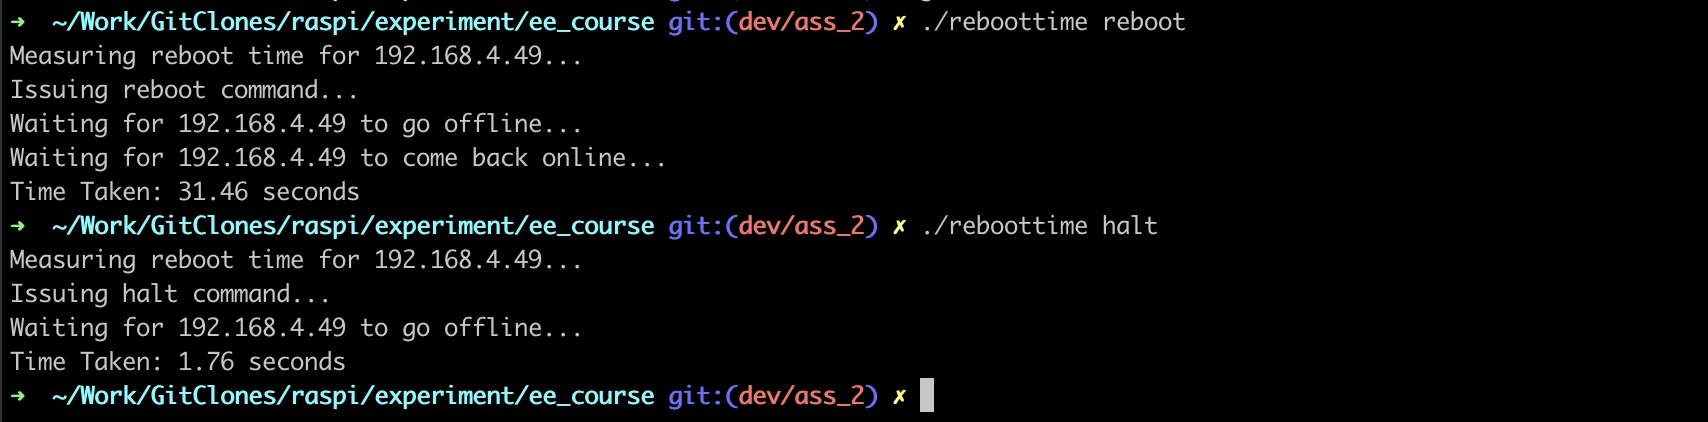 ➜  ~/Work/GitClones/raspi/experiment/ee_course git:(dev/ass_2) ✗ ./reboottime reboot
Measuring reboot time for 192.168.4.49...
Issuing reboot command...
Waiting for 192.168.4.49 to go offline...
Waiting for 192.168.4.49 to come back online...
Time Taken: 31.46 seconds
➜  ~/Work/GitClones/raspi/experiment/ee_course git:(dev/ass_2) ✗ ./reboottime halt
Measuring reboot time for 192.168.4.49...
Issuing halt command...
Waiting for 192.168.4.49 to go offline...
Time Taken: 1.76 seconds
➜  ~/Work/GitClones/raspi/experiment/ee_course git:(dev/ass_2) ✗